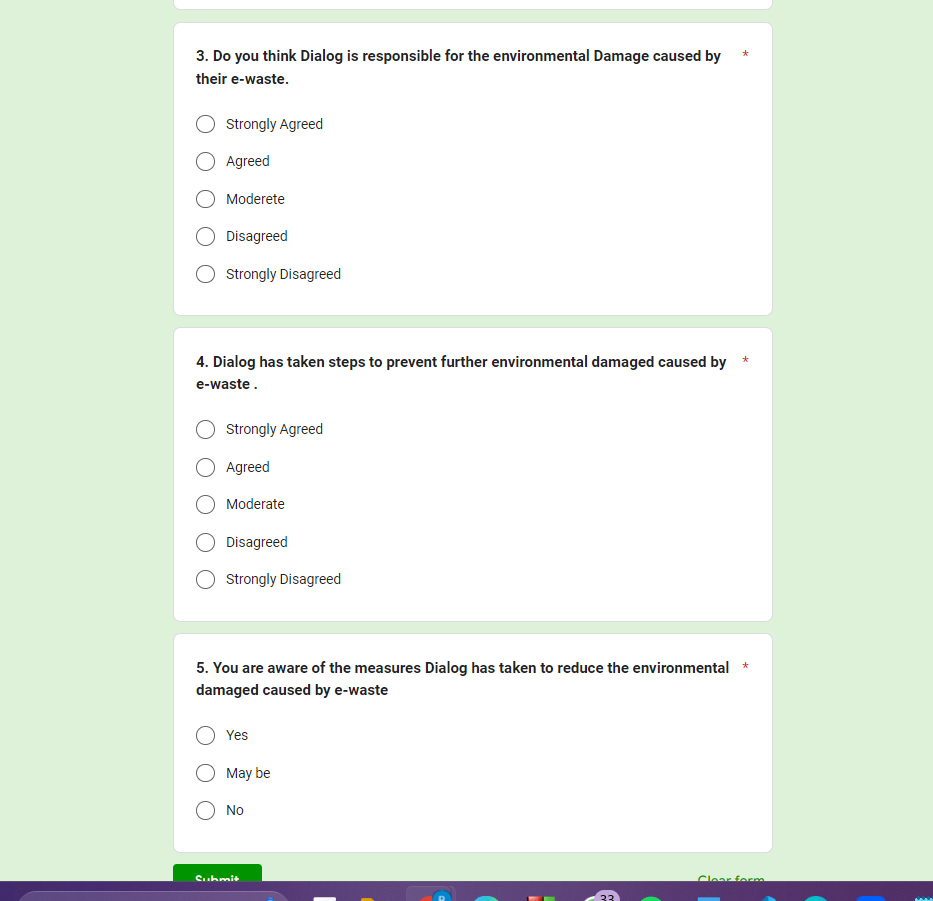 3. Do you think Dialog is responsible for the environmental Damage caused by *
their e-waste.
Strongly Agreed
Agreed
Moderete
Disagreed
Strongly Disagreed
4. Dialog has taken steps to prevent further environmental damaged caused by *
e-waste .
Strongly Agreed
Agreed
Moderate
Disagreed
Strongly Disagreed
5. You are aware of the measures Dialog has taken to reduce the environmental *
damaged caused by e-waste
Yes
May be
No
Submit
Clear form
33